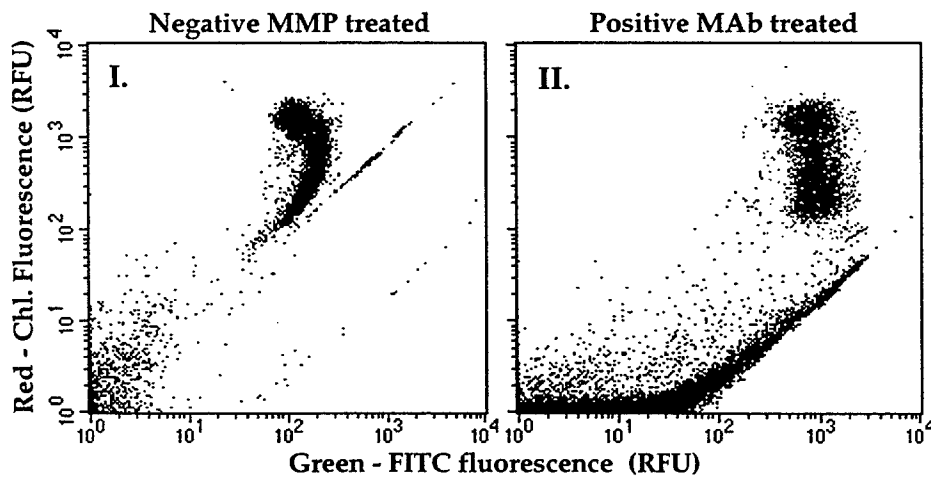 Negative MMP treated
Positive MAb treated
Red - Chl. Fluorescence (RFU)
I.
II.
10^4
10^3
10^2
10^1
10^0
10^0
10^1
10^2
10^3
10^4
10^0
10^1
10^2
10^3
10^4
Green - FITC fluorescence (RFU)